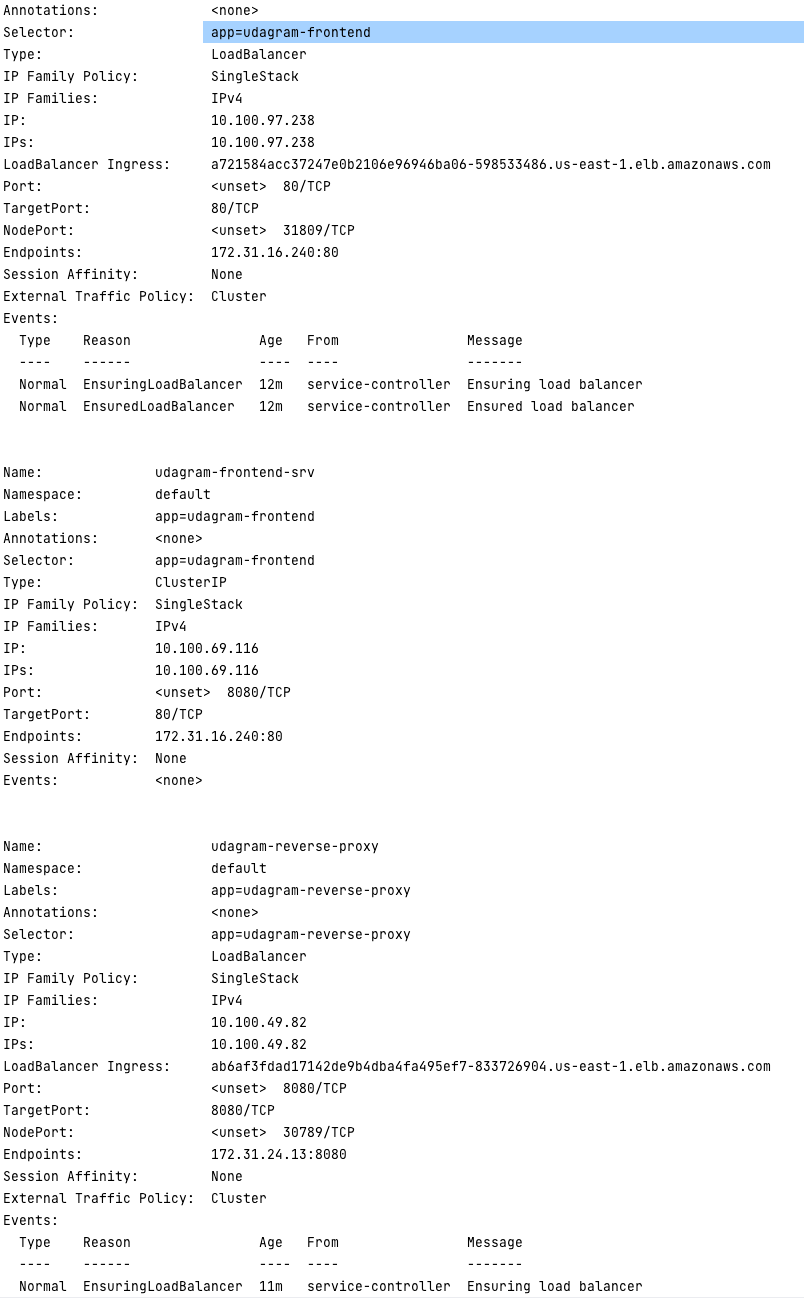 Annotations:              <none>
Selector:                 app=udagram-frontend
Type:                     LoadBalancer
IP Family Policy:         SingleStack
IP Families:              IPv4
IP:                       10.100.97.238
IPs:                      10.100.97.238
LoadBalancer Ingress:     a721584acc37247e0b2106e96946ba06-598533486.us-east-1.elb.amazonaws.com
Port:                     <unset>  80/TCP
TargetPort:               80/TCP
NodePort:                 <unset>  31809/TCP
Endpoints:                172.31.16.240:80
Session Affinity:         None
External Traffic Policy:  Cluster
Events:
  Type    Reason                Age   From                Message
  ----    ------                ----  ----                -------
  Normal  EnsuringLoadBalancer  12m   service-controller  Ensuring load balancer
  Normal  EnsuredLoadBalancer   12m   service-controller  Ensured load balancer
Name:              udagram-frontend-srv
Namespace:         default
Labels:            app=udagram-frontend
Annotations:       <none>
Selector:          app=udagram-frontend
Type:              ClusterIP
IP Family Policy:  SingleStack
IP Families:       IPv4
IP:                10.100.69.116
IPs:               10.100.69.116
Port:              <unset>  8080/TCP
TargetPort:        80/TCP
Endpoints:         172.31.16.240:80
Session Affinity:  None
Events:            <none>
Name:                     udagram-reverse-proxy
Namespace:                default
Labels:                   app=udagram-reverse-proxy
Annotations:              <none>
Selector:                 app=udagram-reverse-proxy
Type:                     LoadBalancer
IP Family Policy:         SingleStack
IP Families:              IPv4
IP:                       10.100.49.82
IPs:                      10.100.49.82
LoadBalancer Ingress:     ab6af3fdad17142de9b4dba4fa495ef7-833726904.us-east-1.elb.amazonaws.com
Port:                     <unset>  8080/TCP
TargetPort:               8080/TCP
NodePort:                 <unset>  30789/TCP
Endpoints:                172.31.24.13:8080
Session Affinity:         None
External Traffic Policy:  Cluster
Events:
  Type    Reason                Age   From                Message
  ----    ------                ----  ----                -------
  Normal  EnsuringLoadBalancer  11m   service-controller  Ensuring load balancer